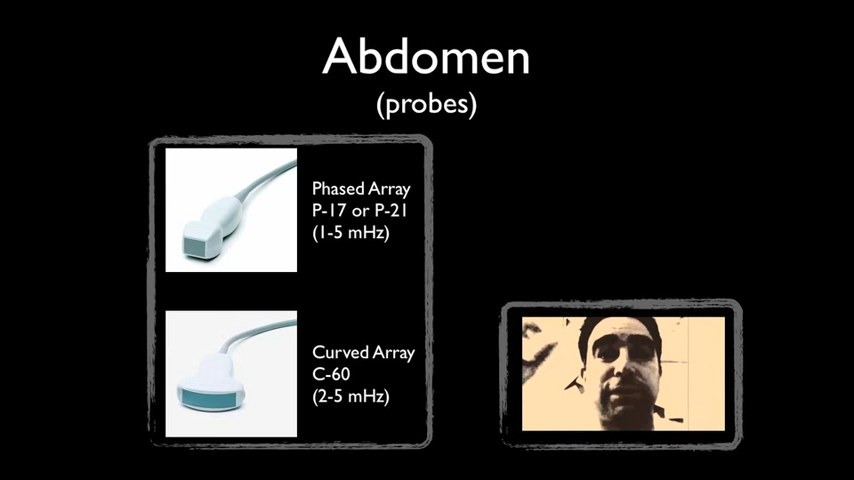 Abdomen
(probes)
Phased Array
P-17 or P-21
(1-5 mHz)
Curved Array
C-60
(2-5 mHz)